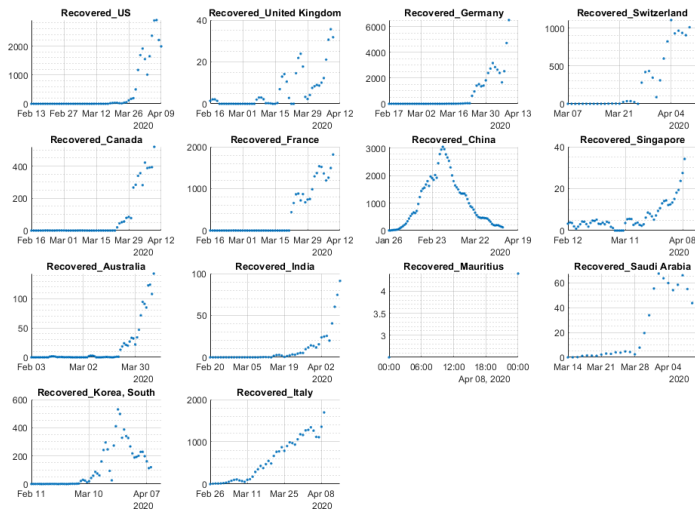 Recovered_US
2000
1000
0
Feb 13 Feb 27 Mar 12 Mar 26 Apr 09
2020
Recovered_United Kingdom
40
20
0
Feb 16 Mar 01 Mar 15 Mar 29 Apr 12
2020
Recovered_Germany
6000
4000
2000
0
Feb 17 Mar 02 Mar 16 Mar 30 Apr 13
2020
Recovered_Switzerland
1000
500
0
Mar 07 Mar 21 Apr 04
2020
Recovered_Canada
400
200
0
Feb 16 Mar 01 Mar 15 Mar 29 Apr 12
2020
Recovered_France
2000
1000
0
Feb 16 Mar 01 Mar 15 Mar 29 Apr 12
2020
Recovered_China
3000
2000
1000
0
Jan 26 Feb 23 Mar 22 Apr 19
2020
Recovered_Singapore
40
20
0
Feb 12 Mar 11 Apr 08
2020
Recovered_Australia
100
50
0
Feb 03 Mar 02 Mar 30
2020
Recovered_India
100
50
0
Feb 20 Mar 05 Mar 19 Apr 02
2020
Recovered_Mauritius
4
3
00:00 06:00 12:00 18:00 00:00
Apr 08, 2020
Recovered_Saudi Arabia
60
40
20
0
Mar 14 Mar 21 Mar 28 Apr 04
2020
Recovered_Korea, South
600
400
200
0
Feb 11 Mar 10 Apr 07
2020
Recovered_Italy
2000
1000
0
Feb 26 Mar 11 Mar 25 Apr 08
2020